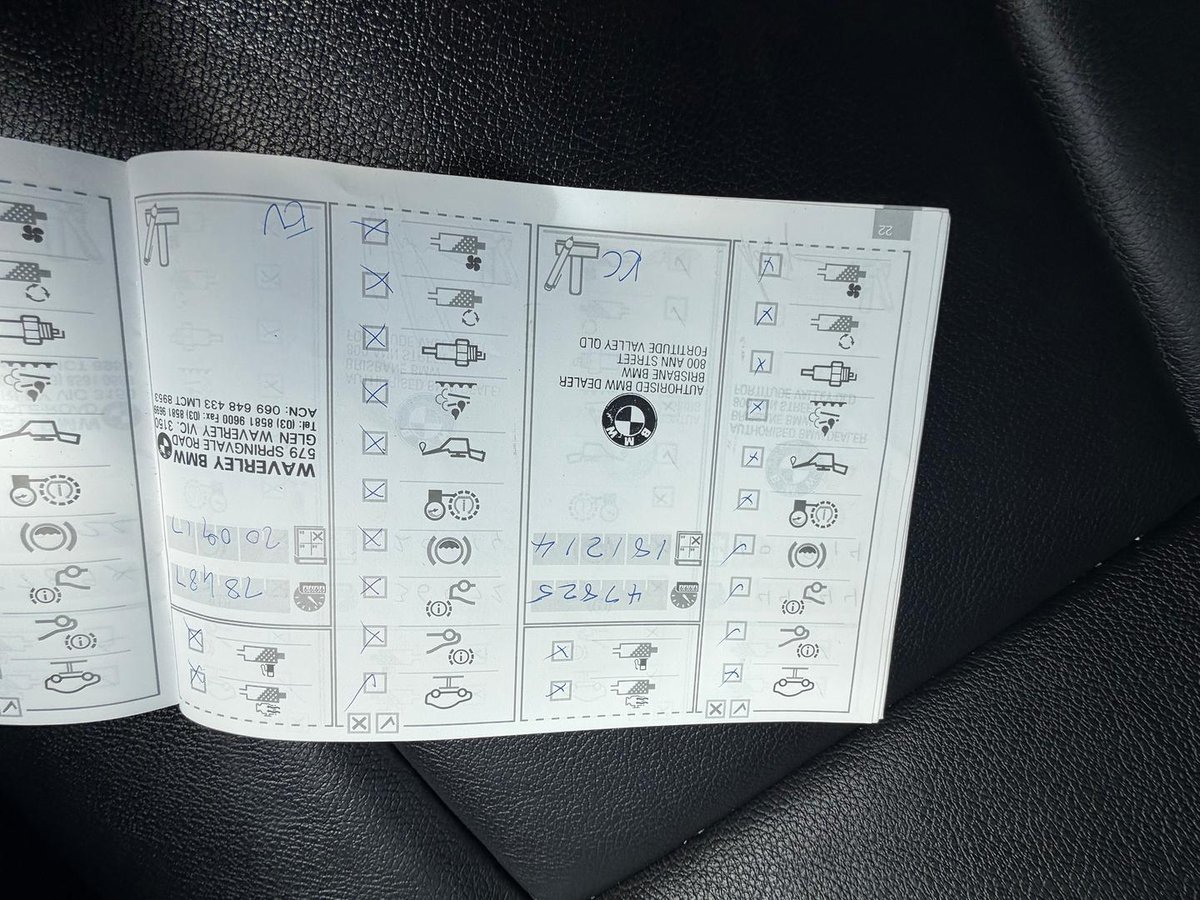 47825
181214
BMW
AUTHORISED BMW DEALER
BRISBANE BMW
800 ANN STREET
FORTITUDE VALLEY QLD
KC
22
78487
200917
WAVERLEY BMW
579 SPRINGVALE ROAD
GLEN WAVERLEY VIC. 3150
Tel: (03) 8581 9600 Fax: (03) 8581 9699
ACN: 069 648 433 LMCT 8953